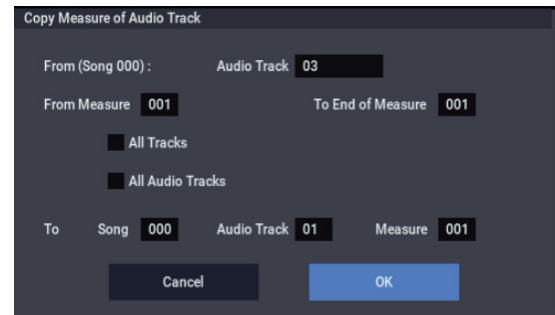 Copy Measure of Audio Track
From (Song 000) : Audio Track 03
From Measure 001 To End of Measure 001
All Tracks
All Audio Tracks
To Song 000 Audio Track 01 Measure 001
Cancel OK